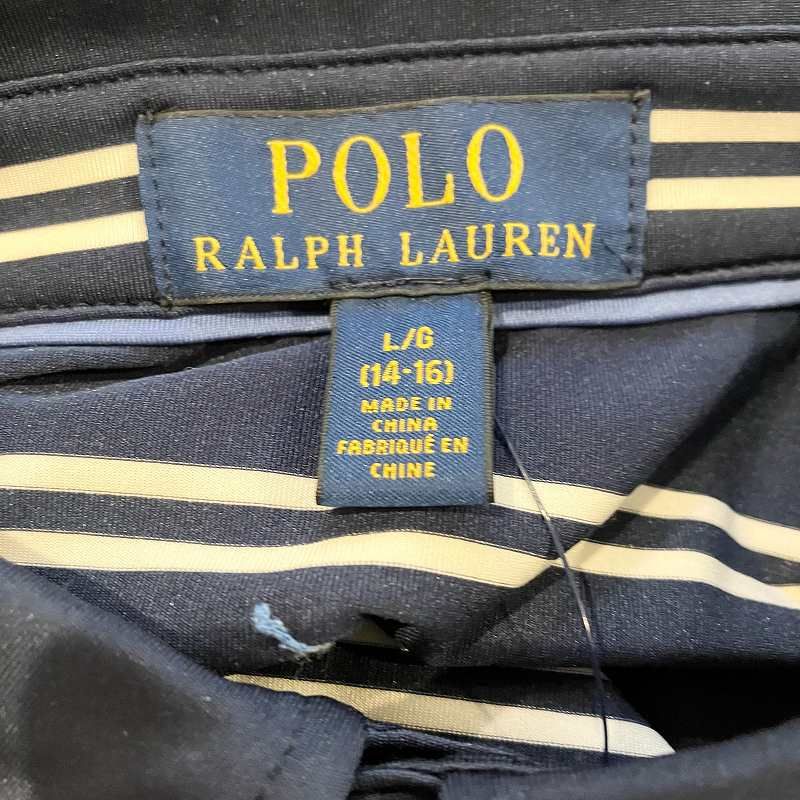 POLO
RALPH LAUREN
L/G
(14-16)
MADE IN
CHINA
FABRIQUÉ EN
CHINE